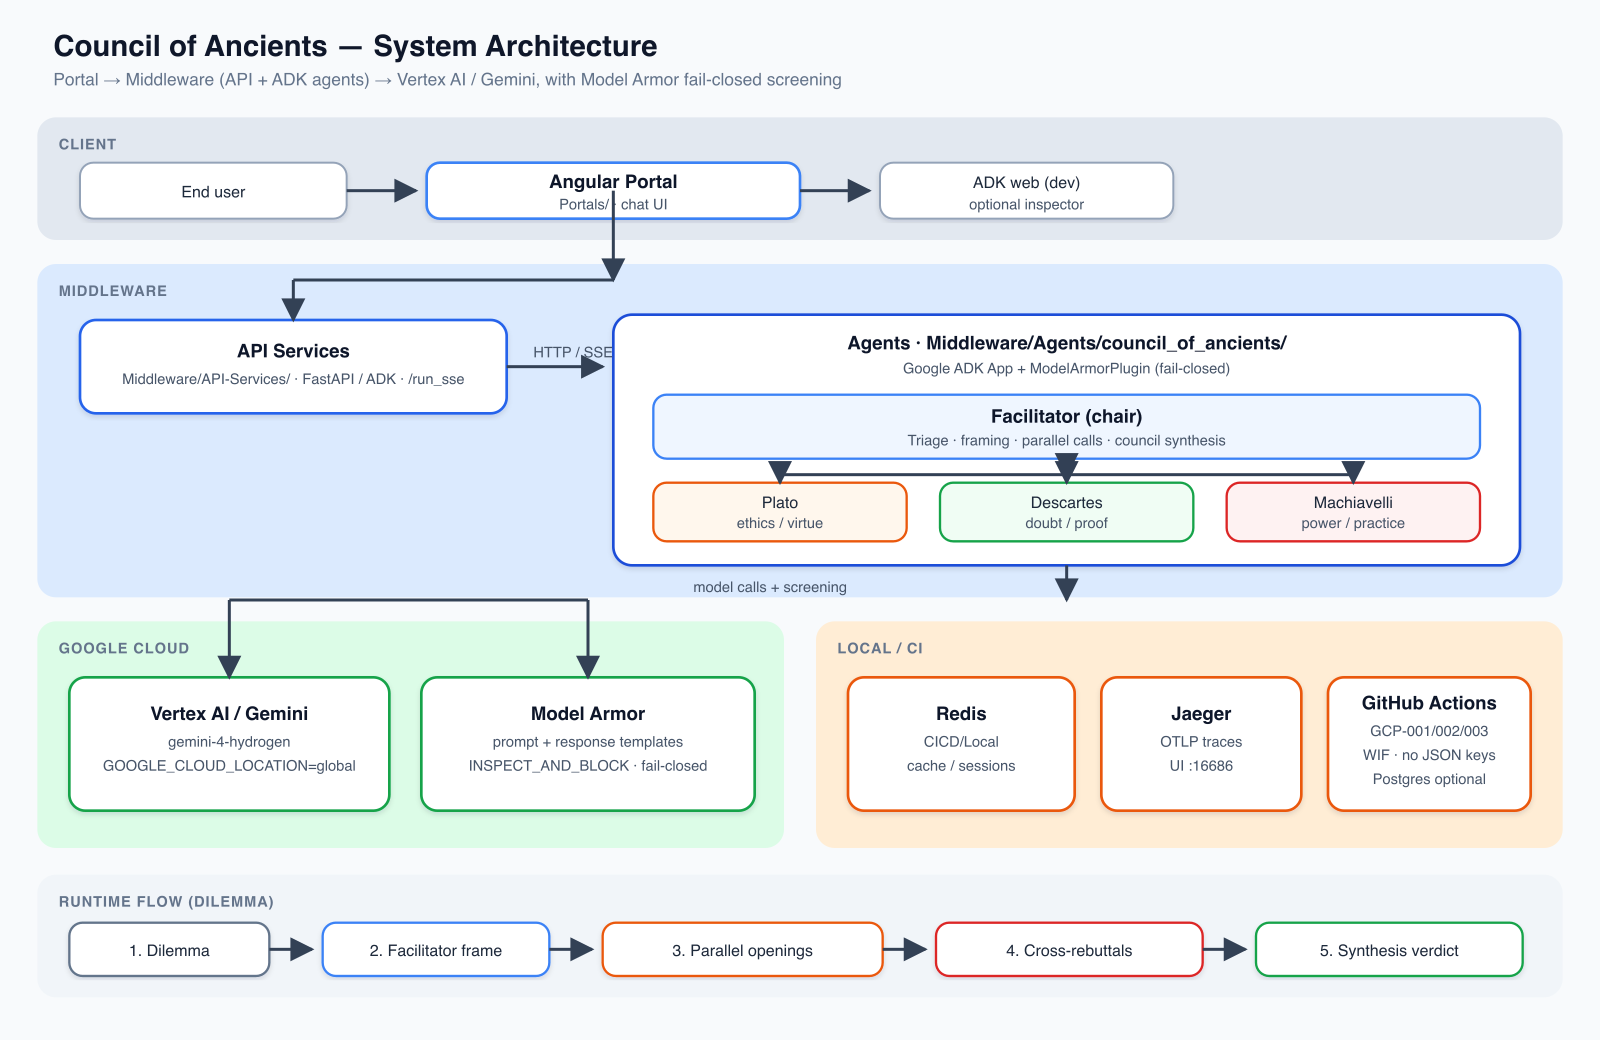 Council of Ancients — System Architecture
Portal → Middleware (API + ADK agents) → Vertex AI / Gemini, with Model Armor fail-closed screening
CLIENT
End user
Angular Portal
Portals/ · chat UI
ADK web (dev)
optional inspector
MIDDLEWARE
API Services
Middleware/API-Services/ · FastAPI / ADK · /run_sse
HTTP / SSE
Agents · Middleware/Agents/council_of_ancients/
Google ADK App + ModelArmorPlugin (fail-closed)
Facilitator (chair)
Triage · framing · parallel calls · council synthesis
Plato
ethics / virtue
Descartes
doubt / proof
Machiavelli
power / practice
model calls + screening
GOOGLE CLOUD
Vertex AI / Gemini
gemini-4-hydrogen
GOOGLE_CLOUD_LOCATION=global
Model Armor
prompt + response templates
INSPECT_AND_BLOCK · fail-closed
LOCAL / CI
Redis
CICD/Local
cache / sessions
Jaeger
OTLP traces
UI :16686
GitHub Actions
GCP-001/002/003
WIF · no JSON keys
Postgres optional
RUNTIME FLOW (DILEMMA)
1. Dilemma
2. Facilitator frame
3. Parallel openings
4. Cross-rebuttals
5. Synthesis verdict